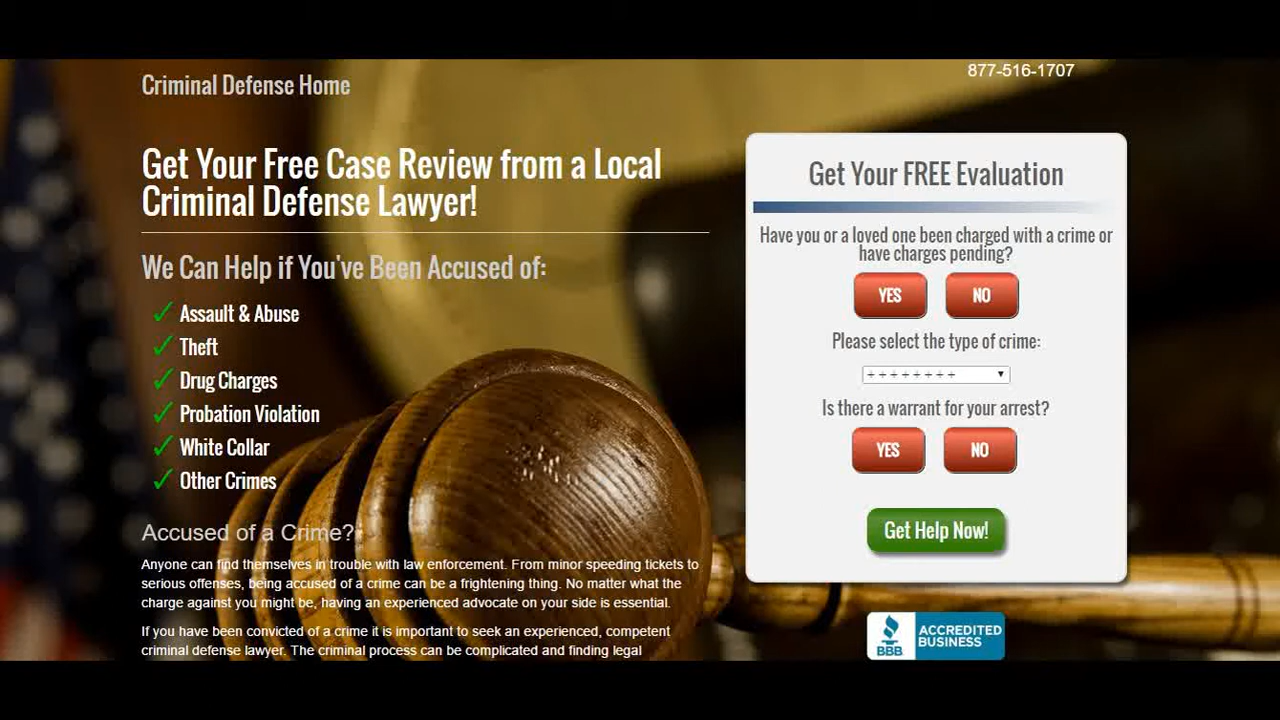 Criminal Defense Home
877-516-1707
Get Your Free Case Review from a Local
Criminal Defense Lawyer!
We Can Help if You've Been Accused of:
Assault & Abuse
Theft
Drug Charges
Probation Violation
White Collar
Other Crimes
Accused of a Crime?
Anyone can find themselves in trouble with law enforcement. From minor speeding tickets to
serious offenses, being accused of a crime can be a frightening thing. No matter what the
charge against you might be, having an experienced advocate on your side is essential.
If you have been convicted of a crime it is important to seek an experienced, competent
criminal defense lawyer. The criminal process can be complicated and finding legal
Get Your FREE Evaluation
Have you or a loved one been charged with a crime or
have charges pending?
YES NO
Please select the type of crime:
++++++++
Is there a warrant for your arrest?
YES NO
Get Help Now!
BBB
ACCREDITED
BUSINESS